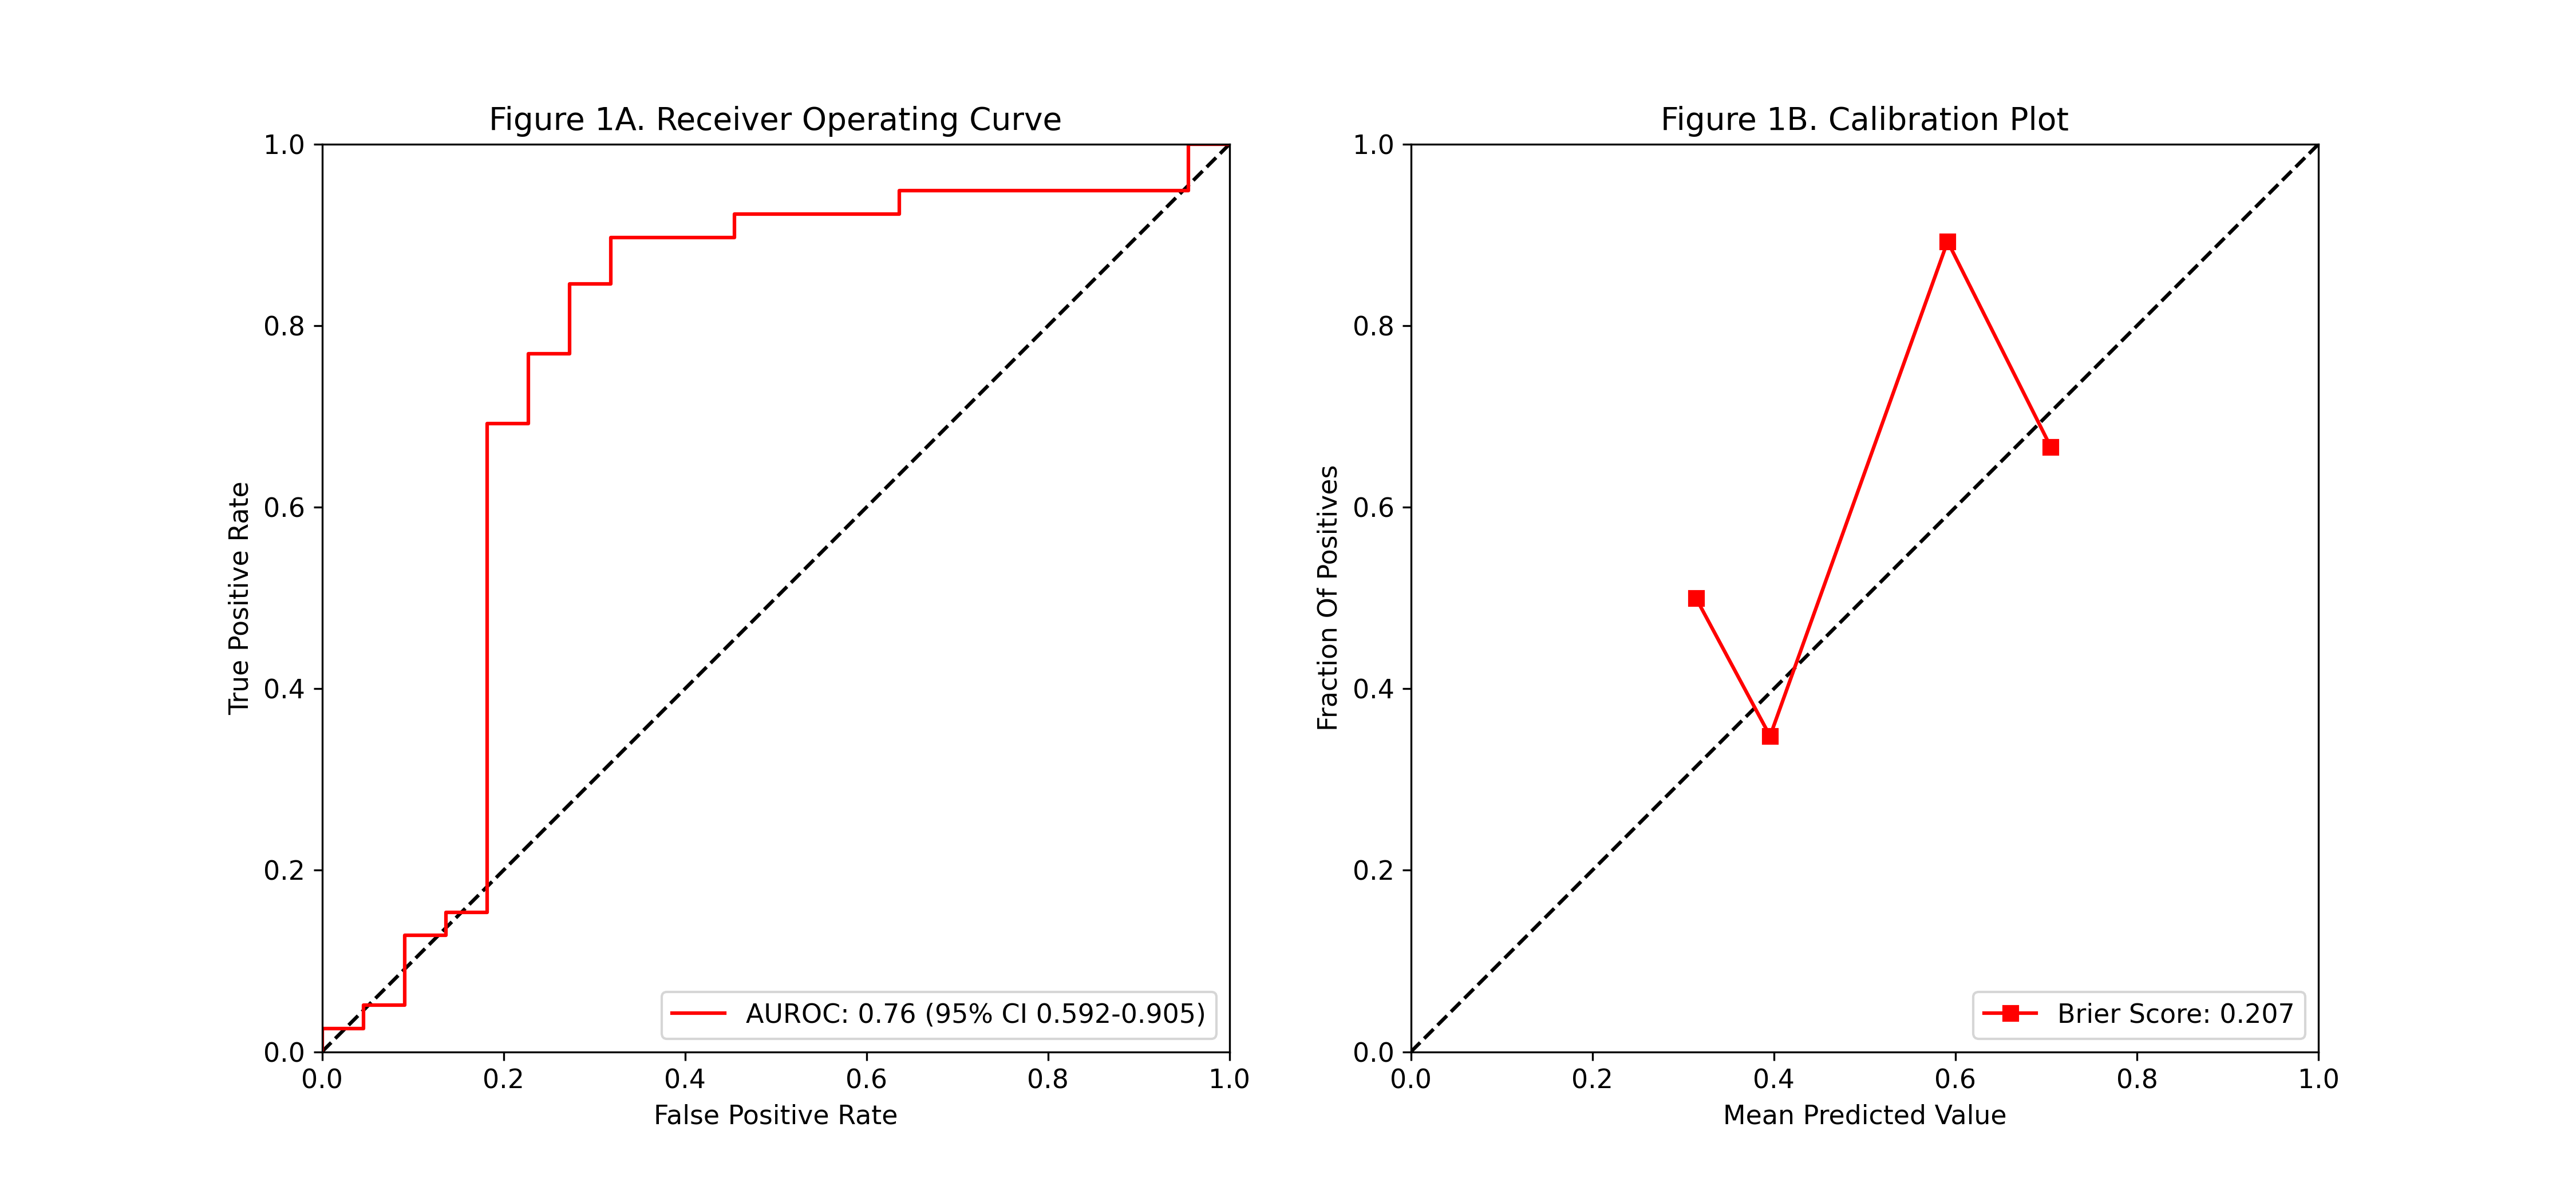 Figure 1A. Receiver Operating Curve
1.0
0.8
0.6
0.4
0.2
0.0
True Positive Rate
0.0 0.2 0.4 0.6 0.8 1.0
False Positive Rate
AUROC: 0.76 (95% CI 0.592-0.905)
Figure 1B. Calibration Plot
1.0
0.8
0.6
0.4
0.2
0.0
Fraction Of Positives
0.0 0.2 0.4 0.6 0.8 1.0
Mean Predicted Value
Brier Score: 0.207